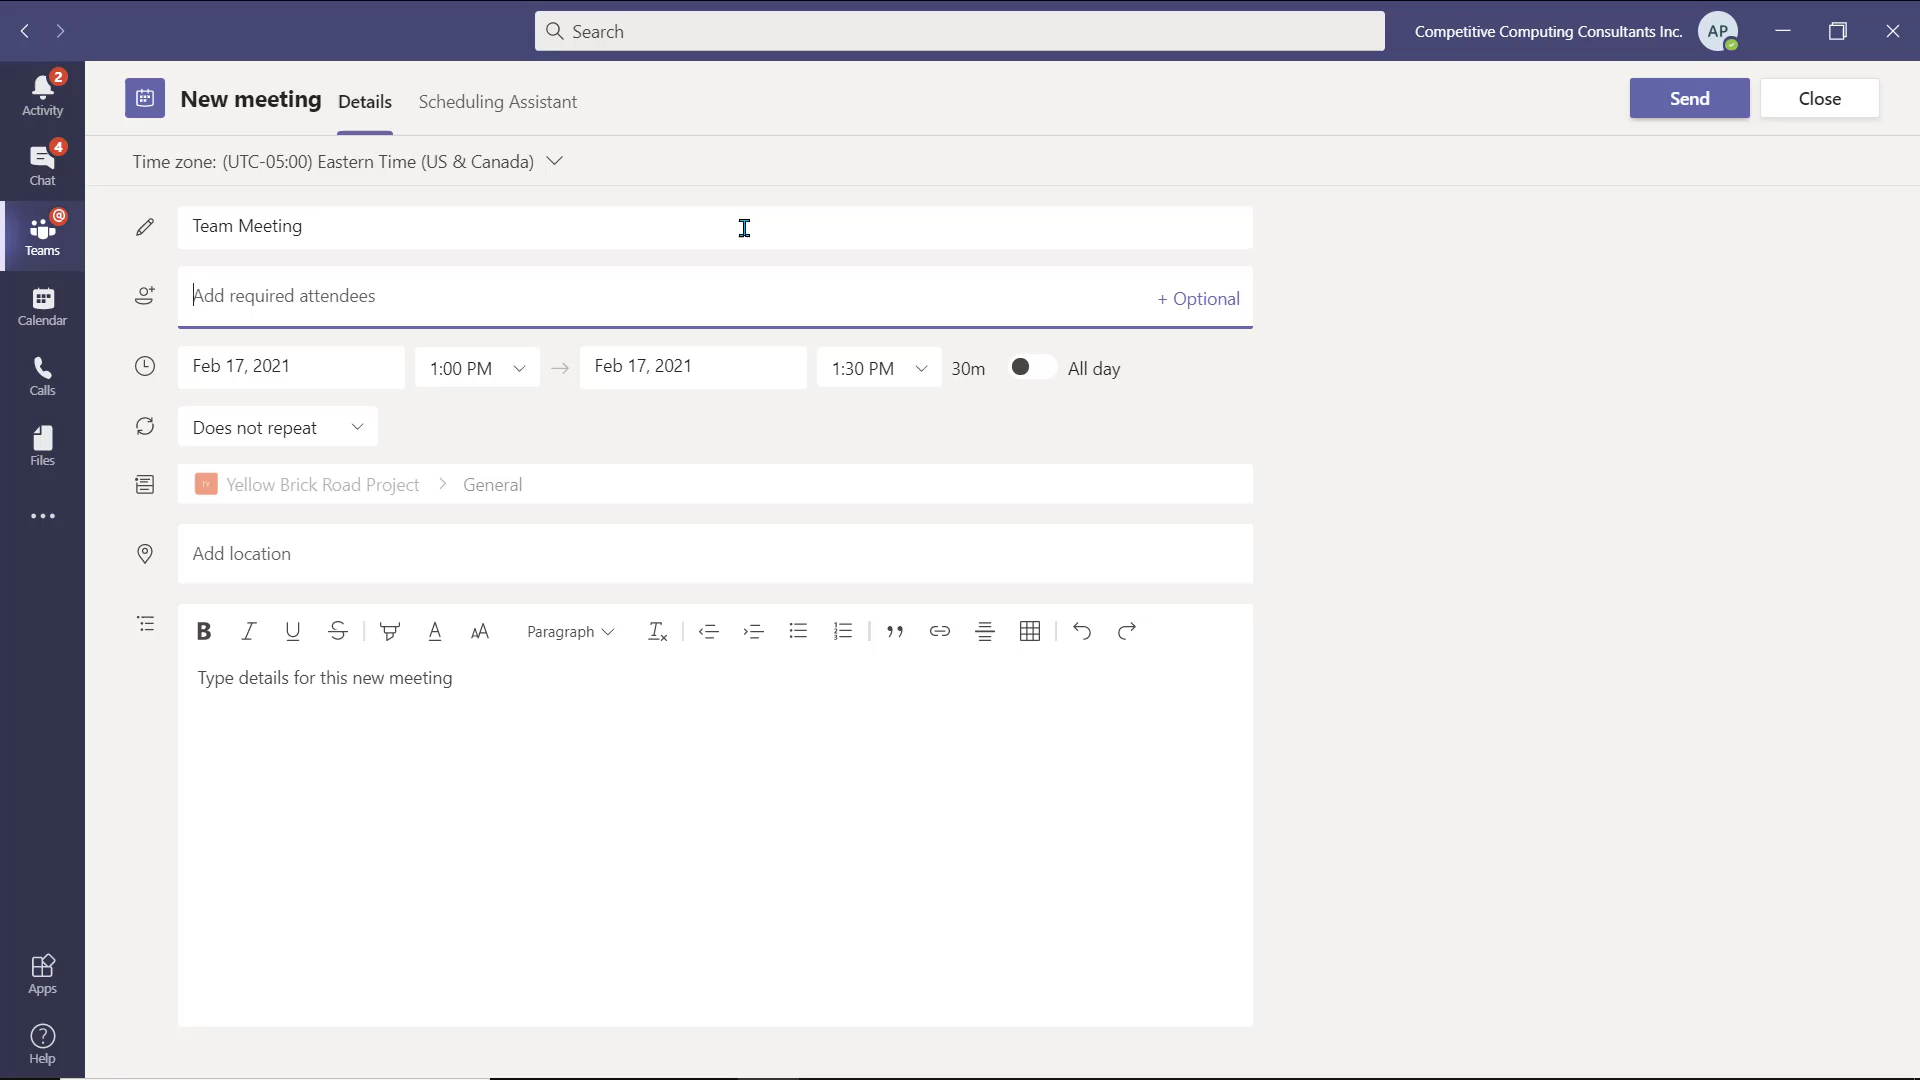 Search
Competitive Computing Consultants Inc.
AP
2
Activity
4
Chat
@
Teams
Calendar
Calls
Files
Apps
Help
New meeting
Details
Scheduling Assistant
Send
Close
Time zone: (UTC-05:00) Eastern Time (US & Canada)
Team Meeting
Add required attendees
+ Optional
Feb 17, 2021
1:00 PM
Feb 17, 2021
1:30 PM
30m
All day
Does not repeat
TY Yellow Brick Road Project > General
Add location
B I U S A AA Paragraph
Type details for this new meeting